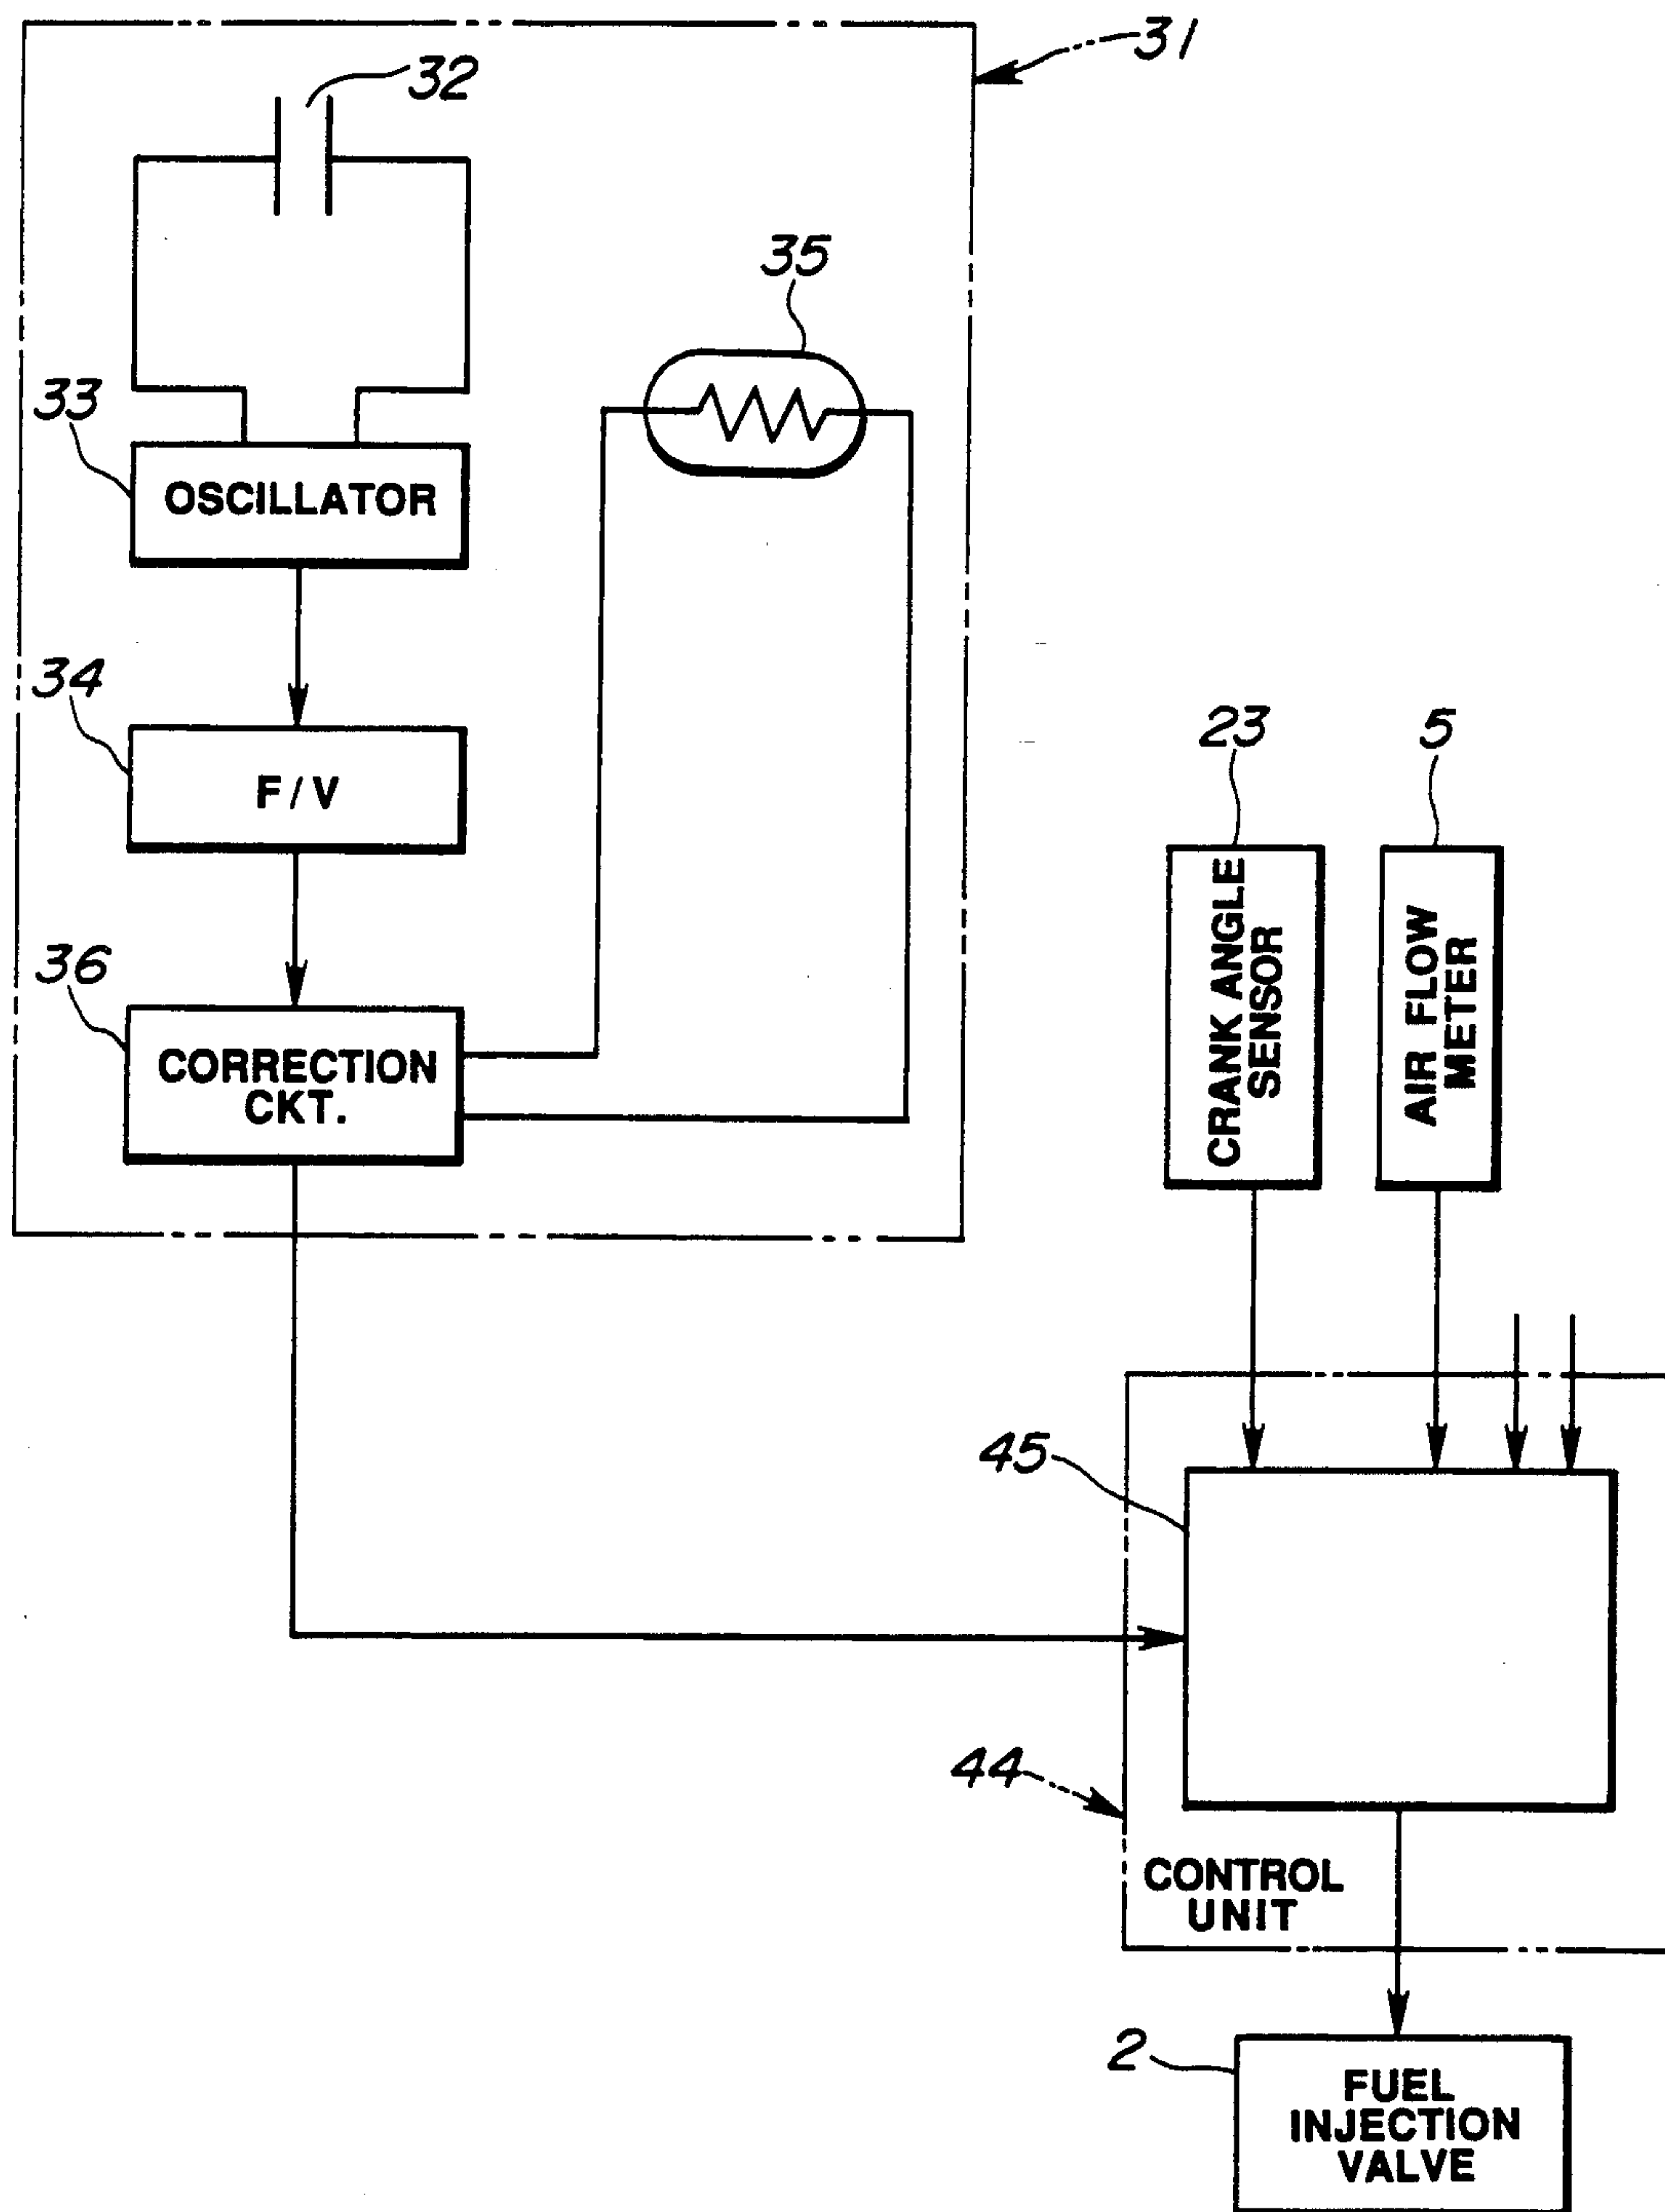 31
32
35
33
OSCILLATOR
34
F/V
23
5
CRANK ANGLE
SENSOR
AIR FLOW
METER
36
CORRECTION
CKT.
45
44
CONTROL
UNIT
2
FUEL
INJECTION
VALVE